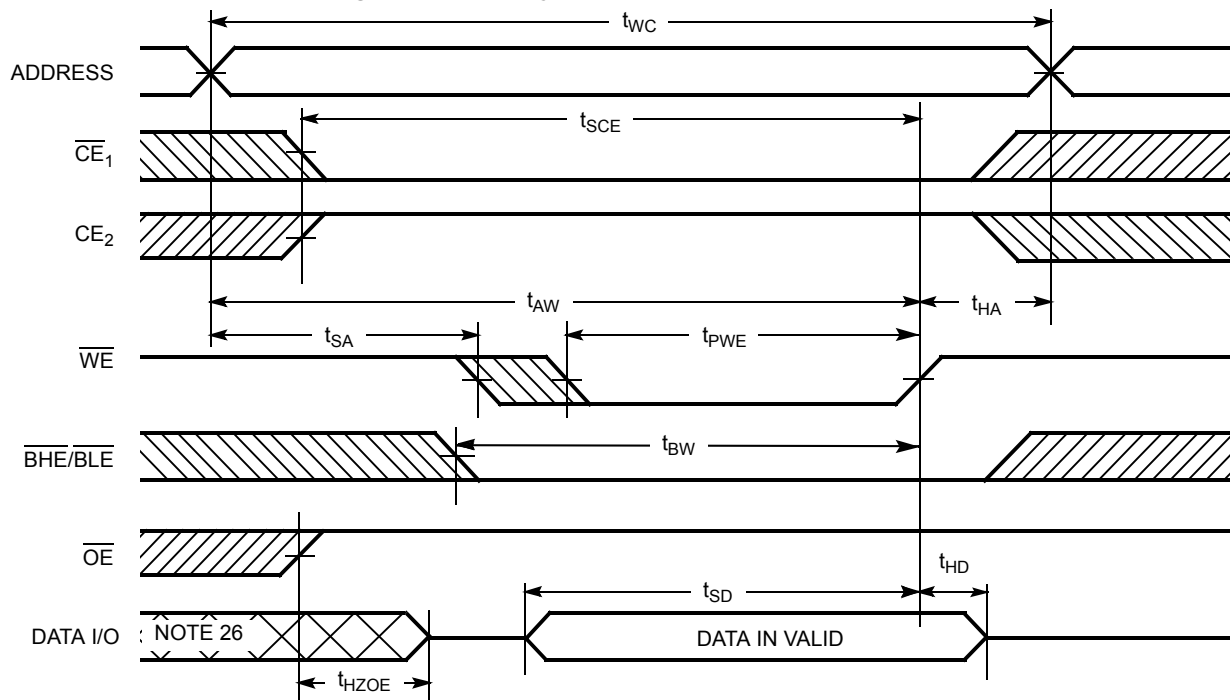 tWC
ADDRESS
tSCE
CE1
CE2
tAW
tHA
tSA
tPWE
WE
tBW
BHE/BLE
OE
tHD
tSD
DATA I/O
NOTE 26
DATA IN VALID
tHZOE